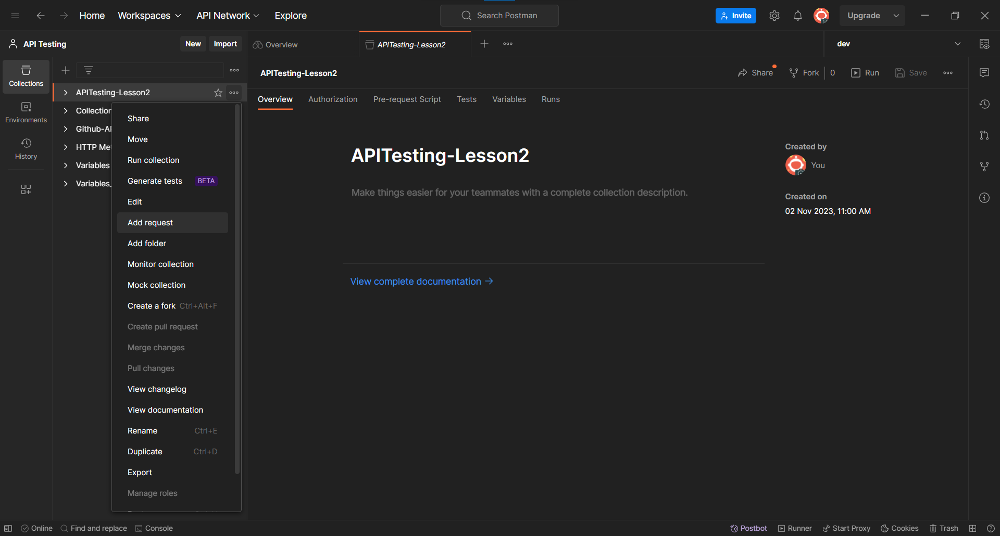 Home Workspaces API Network Explore Search Postman Invite Upgrade
API Testing New Import Overview APITesting-Lesson2 dev
Collections
Environments
History
APITesting-Lesson2
Collection
Github-AP
HTTP Met
Variables
Variables_
Share
Move
Run collection
Generate tests BETA
Edit
Add request
Add folder
Monitor collection
Mock collection
Create a fork Ctrl+Alt+F
Create pull request
Merge changes
Pull changes
View changelog
View documentation
Rename Ctrl+E
Duplicate Ctrl+D
Export
Manage roles
APITesting-Lesson2 Share Fork 0 Run Save
Overview Authorization Pre-request Script Tests Variables Runs
APITesting-Lesson2
Make things easier for your teammates with a complete collection description.
View complete documentation →
Created by
You
Created on
02 Nov 2023, 11:00 AM
Online Find and replace Console Postbot Runner Start Proxy Cookies Trash